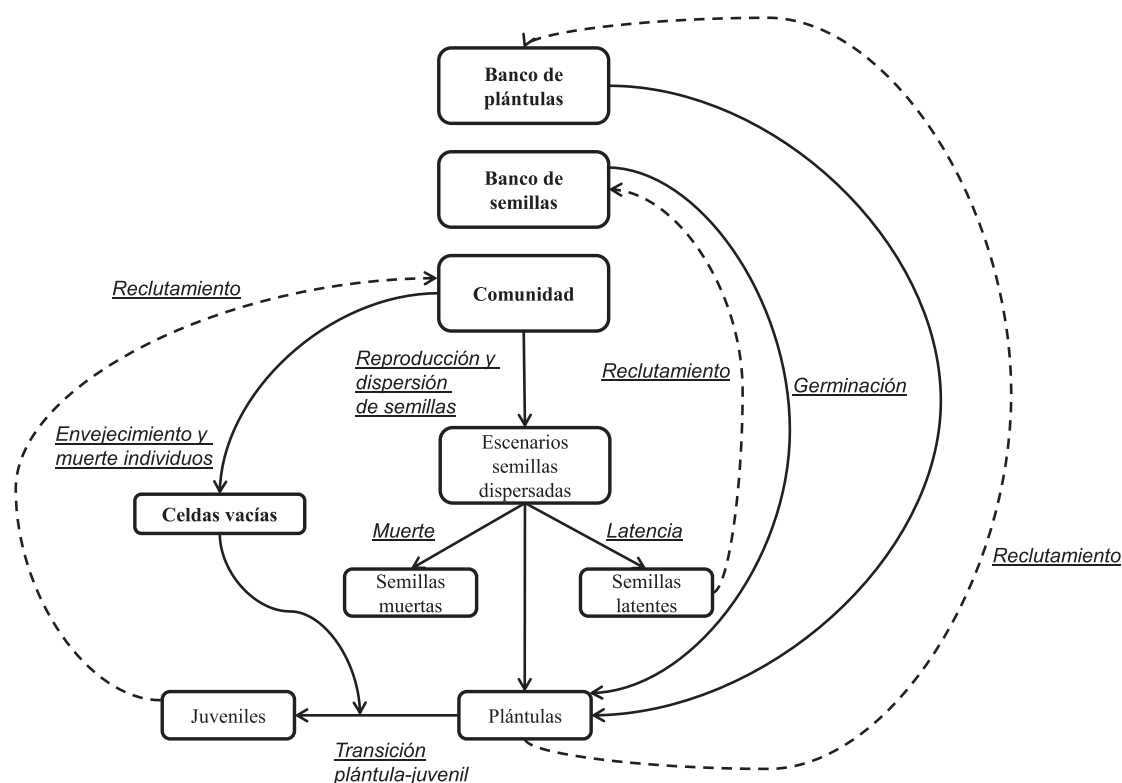 Banco de
plántulas
Banco de
semillas
Comunidad
Reclutamiento
Reproducción y
dispersión
de semillas
Reclutamiento
Germinación
Envejecimiento y
muerte individuos
Escenarios
semillas
dispersadas
Celdas vacías
Muerte
Latencia
Reclutamiento
Semillas
muertas
Semillas
latentes
Juveniles
Plántulas
Transición
plántula-juvenil